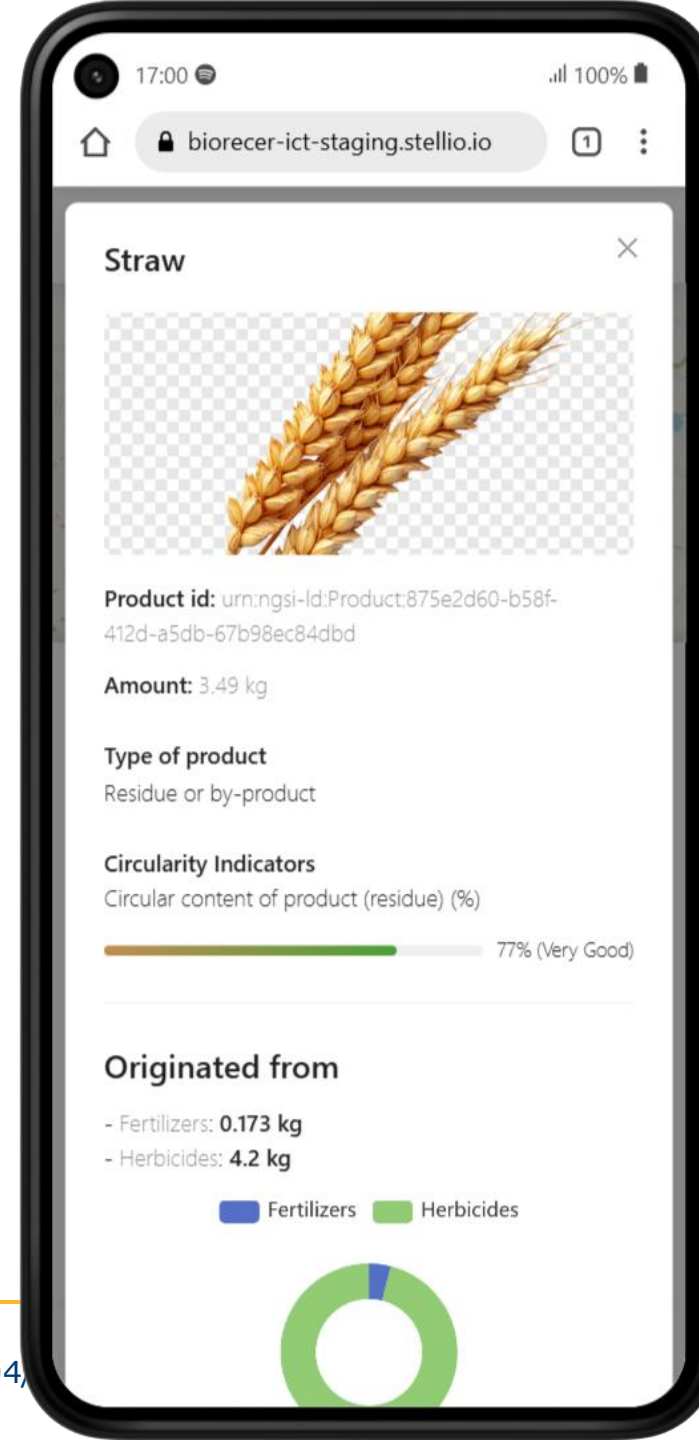 17:00
100%
biorecer-ict-staging.stellio.io
1
Straw
Product id: urn:ngsi-ld:Product:875e2d60-b58f-
412d-a5db-67b98ec84dbd
Amount: 3.49 kg
Type of product
Residue or by-product
Circularity Indicators
Circular content of product (residue) (%)
77% (Very Good)
Originated from
- Fertilizers: 0.173 kg
- Herbicides: 4.2 kg
Fertilizers Herbicides
04/